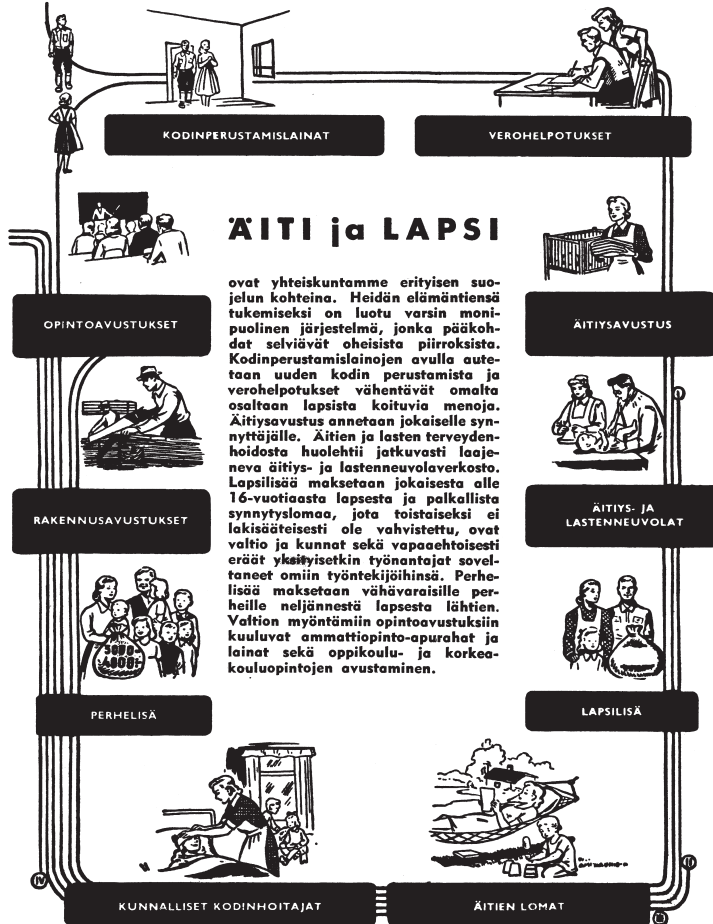 KODINPERUSTAMISLAINAT
VEROHELPOTUKSET
ÄITI ja LAPSI
ovat yhteiskuntamme erityisen suo-
jelun kohteina. Heidän elämäntiensä
tukemiseksi on luotu varsin moni-
puolinen järjestelmä, jonka pääkoh-
dat selviävät oheisista piirroksista.
Kodinperustamislainojen avulla aute-
taan uuden kodin perustamista ja
verohelpotukset vähentävät omalta
osaltaan lapsista koituvia menoja.
Äitiysavustus annetaan jokaiselle syn-
nyttäjälle. Äitien ja lasten terveyden-
hoidosta huolehtii jatkuvasti laaje-
neva äitiys- ja lastenneuvolaverkosto.
Lapsilisää maksetaan jokaisesta alle
16-vuotiaasta lapsesta ja palkallista
synnytyslomaa, jota toistaiseksi ei
lakisääteisesti ole vahvistettu, ovat
valtio ja kunnat sekä vapaaehtoisesti
eräät yksityisetkin työnantajat sovel-
taneet omiin työntekijöihinsä. Perhe-
lisää maksetaan vähävaraisille per-
heille neljännestä lapsesta lähtien.
Valtion myöntämiin opintoavustuksiin
kuuluvat ammattiopinto-apurahat ja
lainat sekä oppikoulu- ja korkea-
kouluopintojen avustaminen.
OPINTOAVUSTUKSET
RAKENNUSAVUSTUKSET
PERHELISÄ
ÄITIYSAVUSTUS
I
ÄITIYS- JA
LASTENNEUVOLAT
LAPSILISÄ
II
III
IV
KUNNALLISET KODINHOITAJAT
ÄITIEN LOMAT